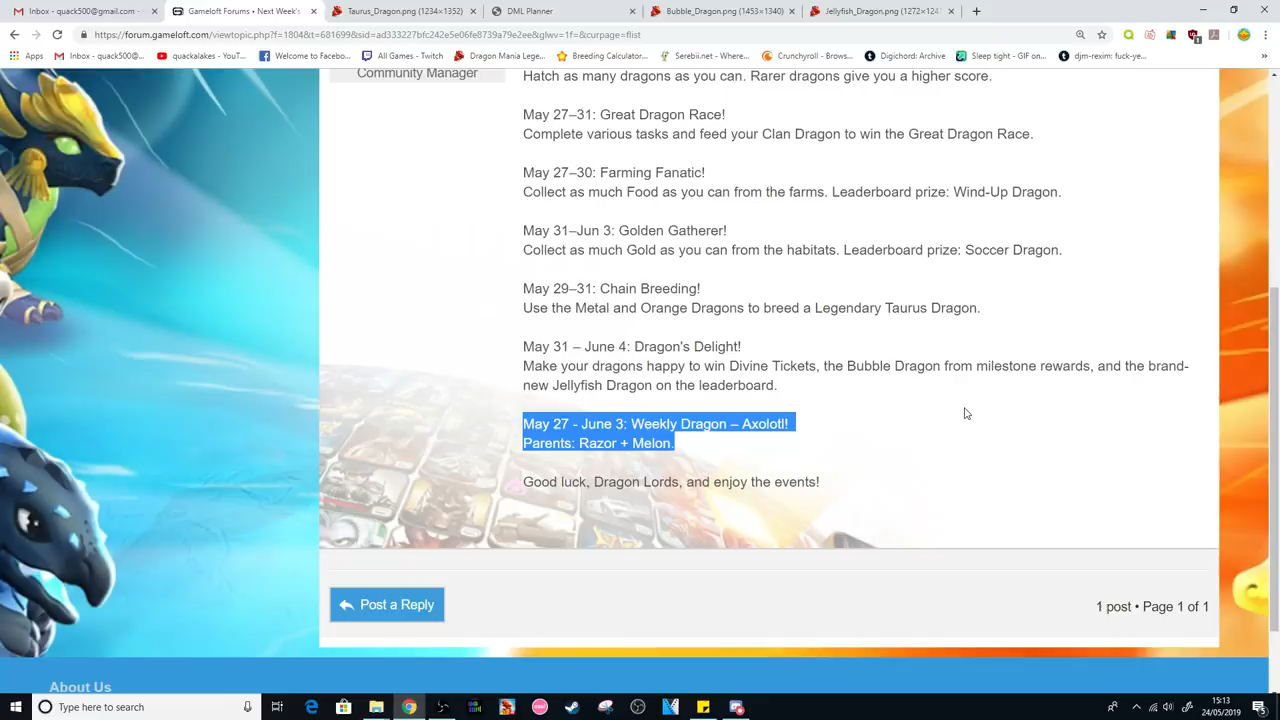 Inbox - quack500@gmail.com
Gameloft Forums • Next Week's
Taurus_Dragon.png (1234×1352)
DML Planner
Bubble_Dragon.png (1453×1340)
Jellyfish_Dragon.png (1272×124
https://forum.gameloft.com/viewtopic.php?f=1804&t=681699&sid=ad333227bfc242e5e06fe8739a79e2ee&glwv=1f=&curpage=flist
Apps
Inbox - quack500@...
quackalakes - YouT...
Welcome to Facebo...
All Games - Twitch
Dragon Mania Lege...
Breeding Calculator...
Serebii.net - Where...
Crunchyroll - Brows...
Digichord: Archive
Sleep tight - GIF on...
djm-rexim: fuck-ye...
Community Manager
Hatch as many dragons as you can. Rarer dragons give you a higher score.
May 27–31: Great Dragon Race!
Complete various tasks and feed your Clan Dragon to win the Great Dragon Race.
May 27–30: Farming Fanatic!
Collect as much Food as you can from the farms. Leaderboard prize: Wind-Up Dragon.
May 31–Jun 3: Golden Gatherer!
Collect as much Gold as you can from the habitats. Leaderboard prize: Soccer Dragon.
May 29–31: Chain Breeding!
Use the Metal and Orange Dragons to breed a Legendary Taurus Dragon.
May 31 – June 4: Dragon's Delight!
Make your dragons happy to win Divine Tickets, the Bubble Dragon from milestone rewards, and the brand-
new Jellyfish Dragon on the leaderboard.
May 27 - June 3: Weekly Dragon – Axolotl!
Parents: Razor + Melon.
Good luck, Dragon Lords, and enjoy the events!
Post a Reply
1 post • Page 1 of 1
About Us
Type here to search
15:13
24/05/2019